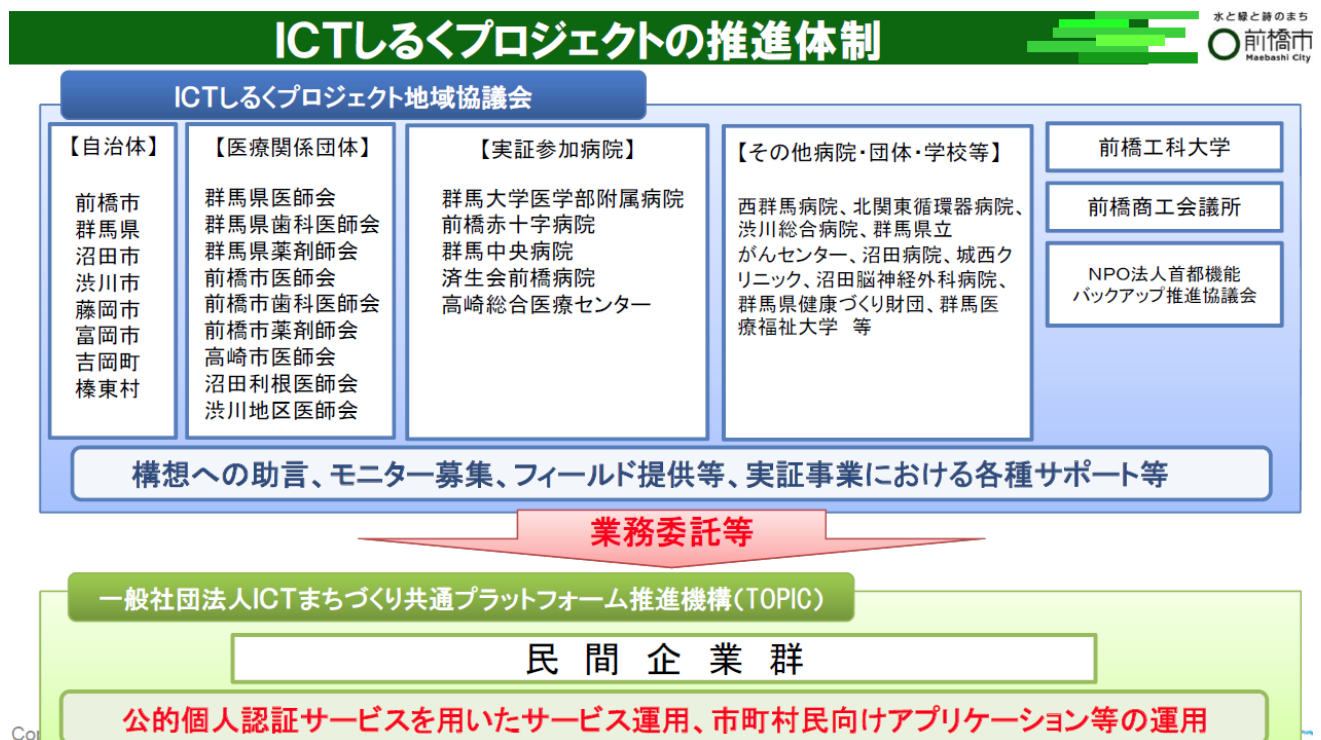 ICTしるくプロジェクトの推進体制
水と緑と詩のまち
前橋市
Maebashi City
ICTしるくプロジェクト地域協議会
【自治体】
前橋市
群馬県
沼田市
渋川市
藤岡市
富岡市
吉岡町
榛東村
【医療関係団体】
群馬県医師会
群馬県歯科医師会
群馬県薬剤師会
前橋市医師会
前橋市歯科医師会
前橋市薬剤師会
高崎市医師会
沼田利根医師会
渋川地区医師会
【実証参加病院】
群馬大学医学部附属病院
前橋赤十字病院
群馬中央病院
済生会前橋病院
高崎総合医療センター
【その他病院・団体・学校等】
西群馬病院、北関東循環器病院、
渋川総合病院、群馬県立
がんセンター、沼田病院、城西ク
リニック、沼田脳神経外科病院、
群馬県健康づくり財団、群馬医
療福祉大学 等
前橋工科大学
前橋商工会議所
NPO法人首都機能
バックアップ推進協議会
構想への助言、モニター募集、フィールド提供等、実証事業における各種サポート等
業務委託等
一般社団法人ICTまちづくり共通プラットフォーム推進機構(TOPIC)
民 間 企 業 群
公的個人認証サービスを用いたサービス運用、市町村民向けアプリケーション等の運用